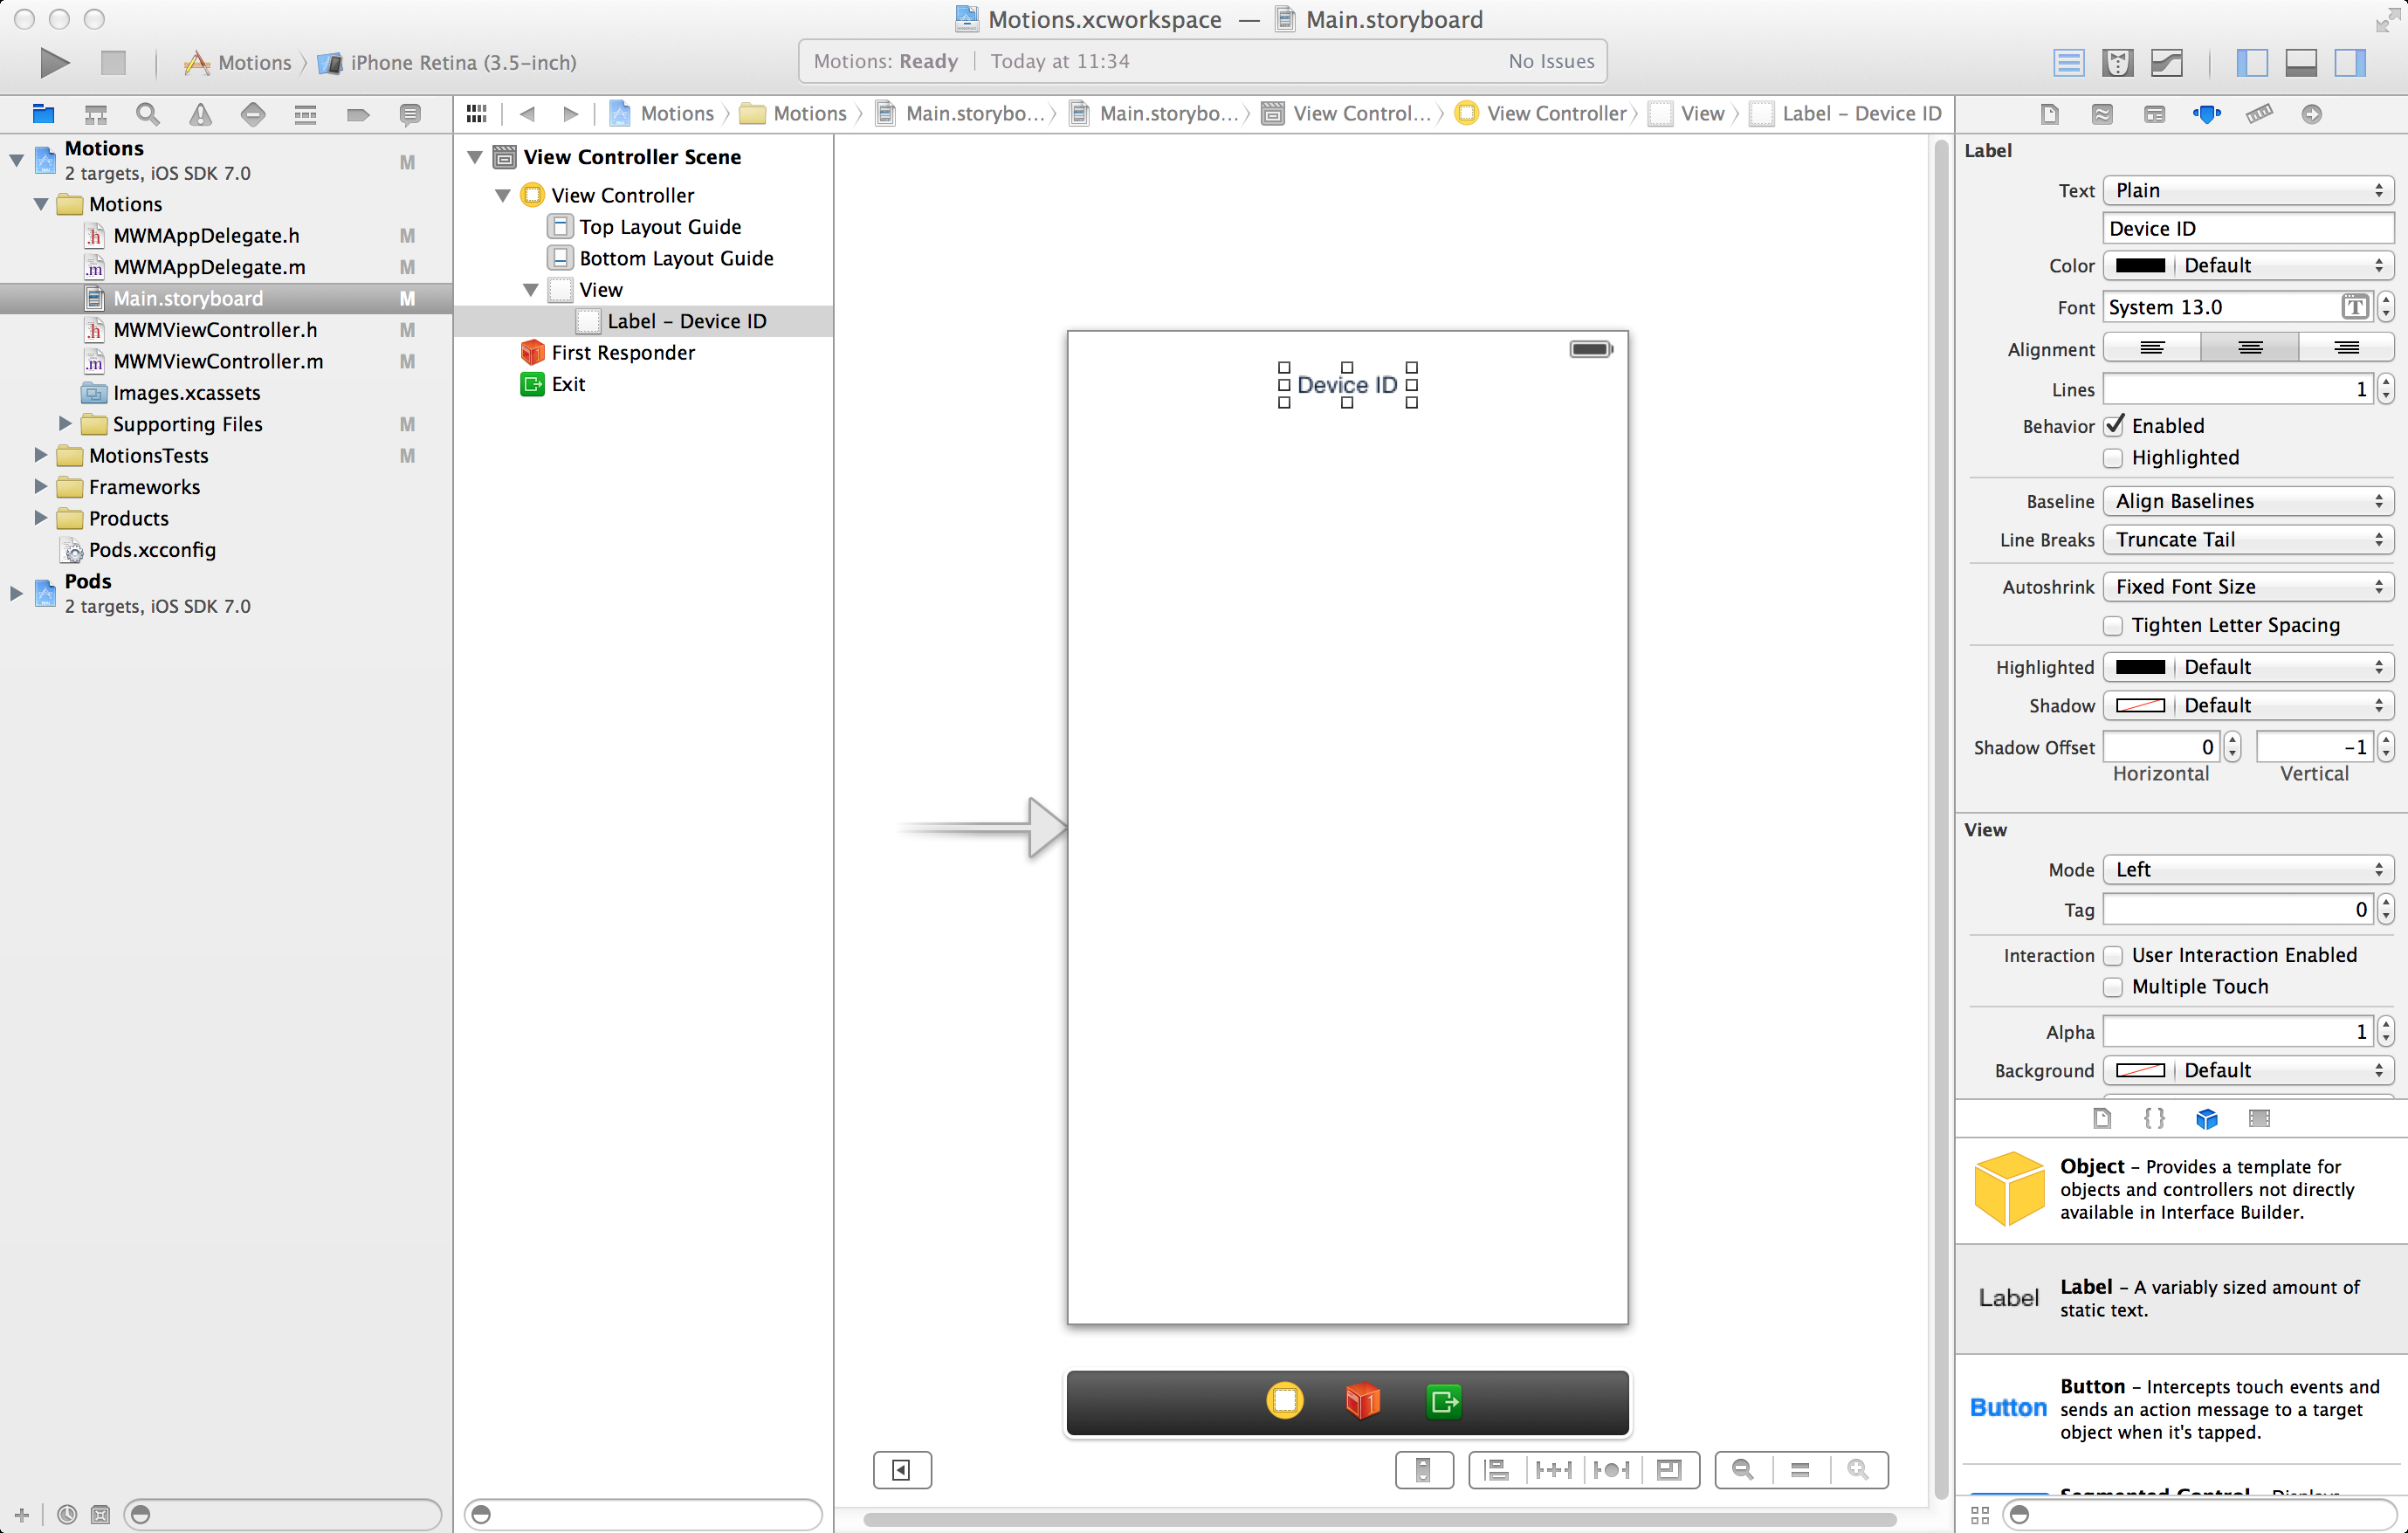 Motions.xcworkspace — Main.storyboard
Motions
iPhone Retina (3.5-inch)
Motions: Ready
Today at 11:34
No Issues
Motions
Motions
Main.storybo...
Main.storybo...
View Control...
View Controller
View
Label – Device ID
Motions
M
2 targets, iOS SDK 7.0
Motions
MWMAppDelegate.h
M
MWMAppDelegate.m
M
Main.storyboard
M
MWMViewController.h
M
MWMViewController.m
M
Images.xcassets
Supporting Files
M
MotionsTests
M
Frameworks
Products
Pods.xcconfig
Pods
2 targets, iOS SDK 7.0
View Controller Scene
View Controller
Top Layout Guide
Bottom Layout Guide
View
Label – Device ID
First Responder
Exit
Device ID
Label
Text
Plain
Device ID
Color
Default
Font
System 13.0
Alignment
Lines
1
Behavior
Enabled
Highlighted
Baseline
Align Baselines
Line Breaks
Truncate Tail
Autoshrink
Fixed Font Size
Tighten Letter Spacing
Highlighted
Default
Shadow
Default
Shadow Offset
0
-1
Horizontal
Vertical
View
Mode
Left
Tag
0
Interaction
User Interaction Enabled
Multiple Touch
Alpha
1
Background
Default
{ }
Object – Provides a template for
objects and controllers not directly
available in Interface Builder.
Label
Label – A variably sized amount of
static text.
Button
Button – Intercepts touch events and
sends an action message to a target
object when it's tapped.
Segmented Control – Displays